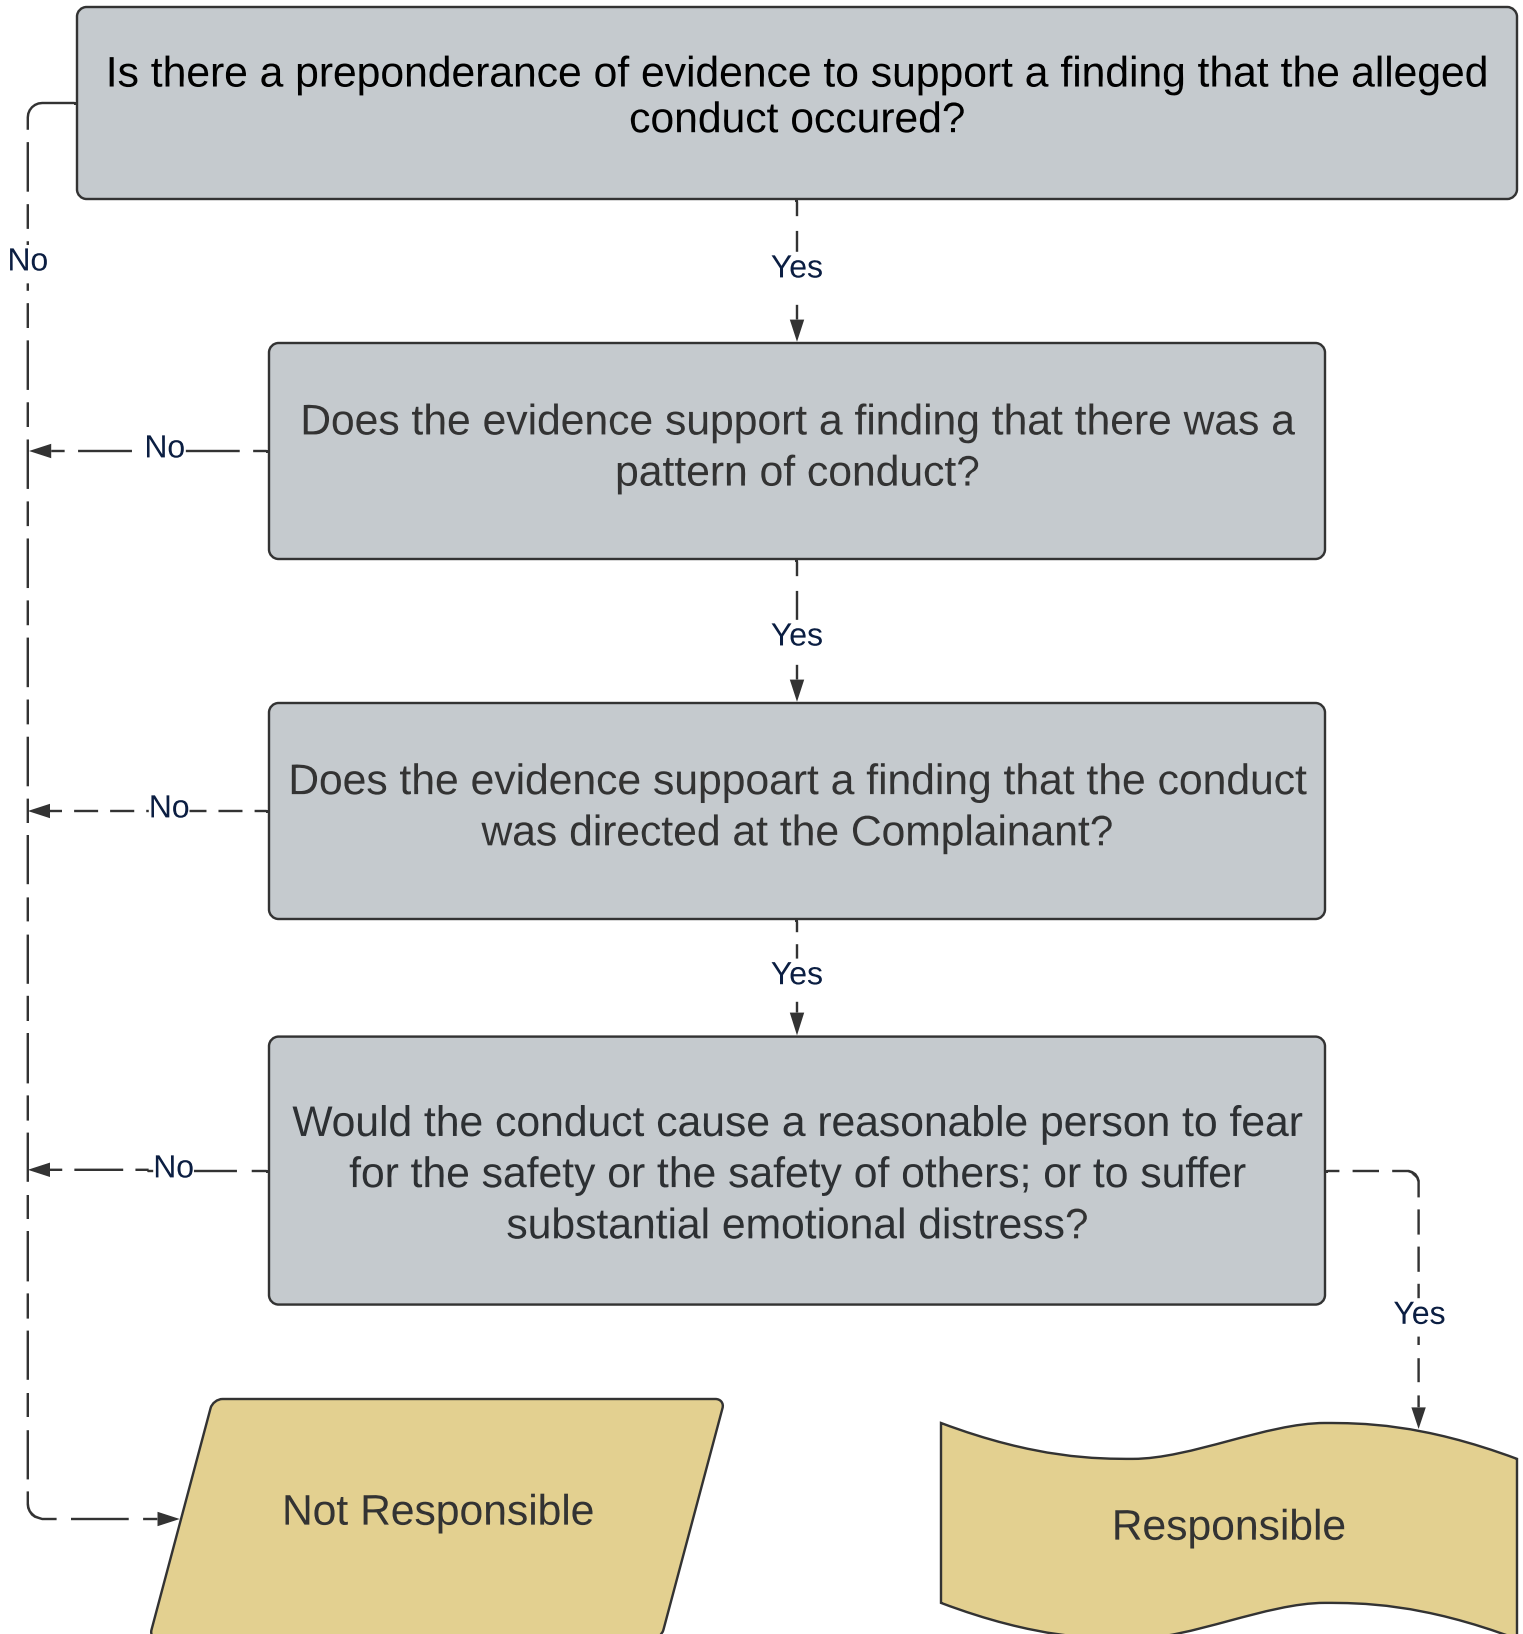 Is there a preponderance of evidence to support a finding that the alleged
conduct occured?
No
Yes
Does the evidence support a finding that there was a
pattern of conduct?
No
Yes
Does the evidence suppoart a finding that the conduct
was directed at the Complainant?
No
Yes
Would the conduct cause a reasonable person to fear
for the safety or the safety of others; or to suffer
substantial emotional distress?
No
Yes
Not Responsible
Responsible